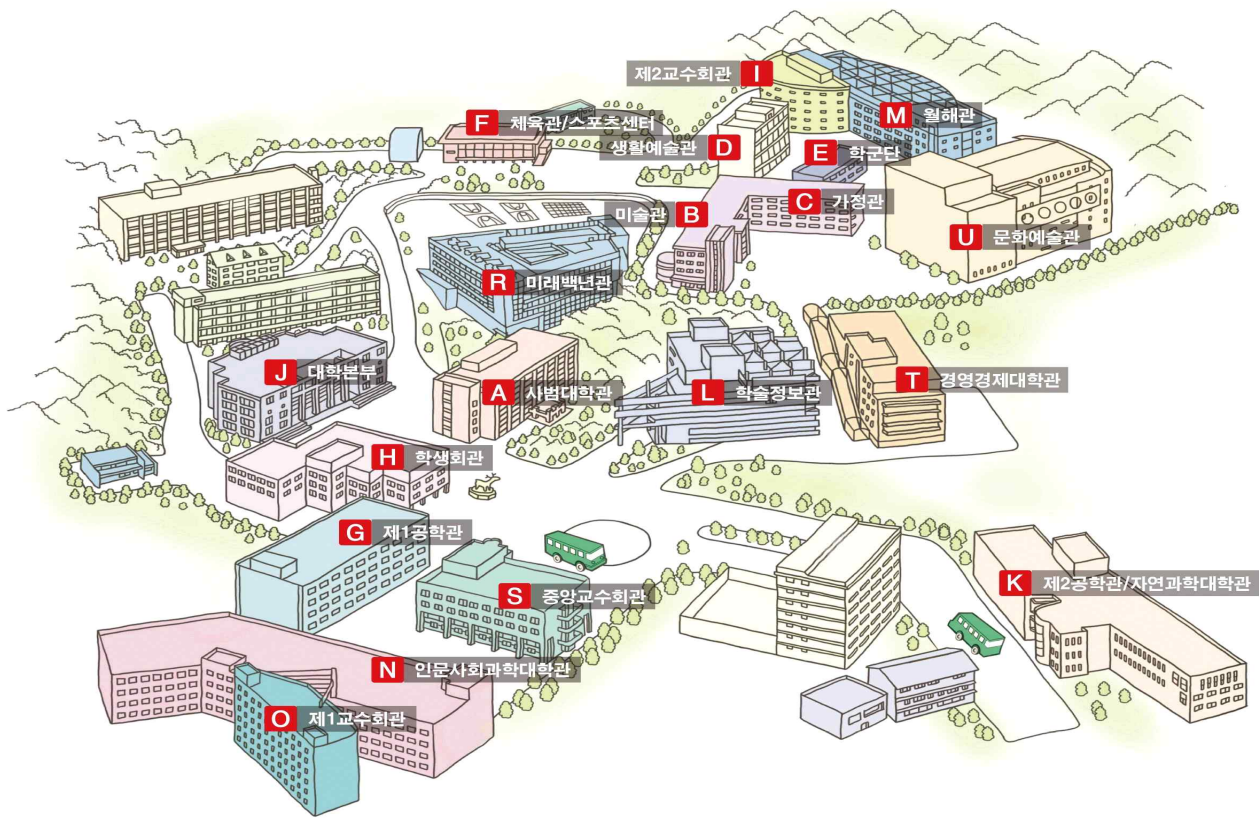 제2교수회관 I
M 월해관
F 체육관/스포츠센터
생활예술관 D
E 학군단
C 가정관
미술관 B
U 문화예술관
R 미래백년관
J 대학본부
A 사범대학관
L 학술정보관
T 경영경제대학관
H 학생회관
G 제1공학관
S 중앙교수회관
K 제2공학관/자연과학대학관
N 인문사회과학대학관
O 제1교수회관